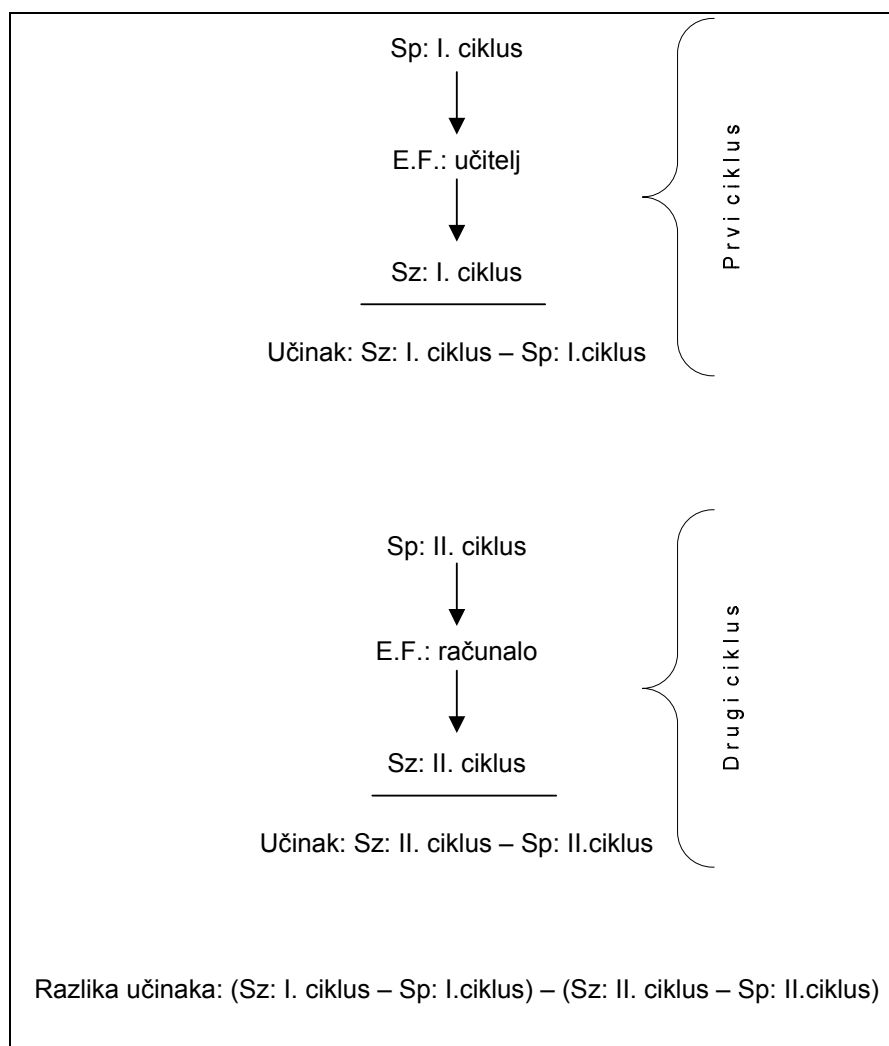 Sp: I. ciklus
E.F.: učitelj
Sz: I. ciklus
Učinak: Sz: I. ciklus – Sp: I.ciklus
Prvi ciklus
Sp: II. ciklus
E.F.: računalo
Sz: II. ciklus
Učinak: Sz: II. ciklus – Sp: II.ciklus
Drugi ciklus
Razlika učinaka: (Sz: I. ciklus – Sp: I.ciklus) – (Sz: II. ciklus – Sp: II.ciklus)